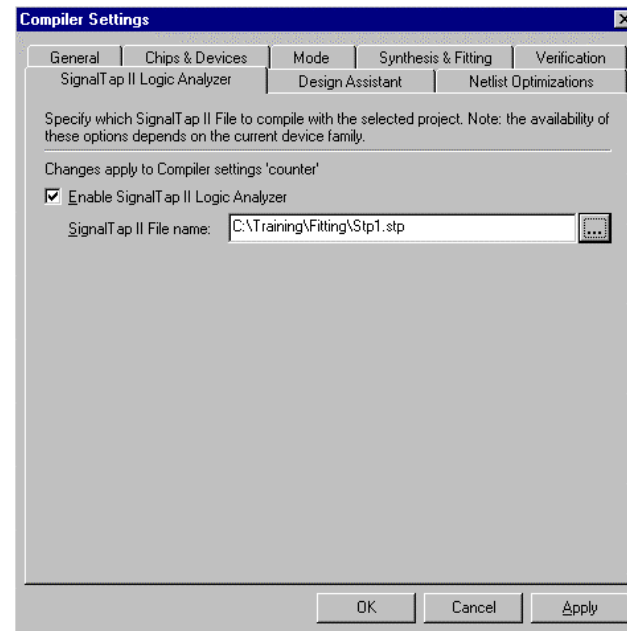 Compiler Settings
General Chips & Devices Mode Synthesis & Fitting Verification
SignalTap II Logic Analyzer Design Assistant Netlist Optimizations
Specify which SignalTap II File to compile with the selected project. Note: the availability of
these options depends on the current device family.
Changes apply to Compiler settings 'counter'
Enable SignalTap II Logic Analyzer
SignalTap II File name: C:\Training\Fitting\Stp1.stp ...
OK Cancel Apply